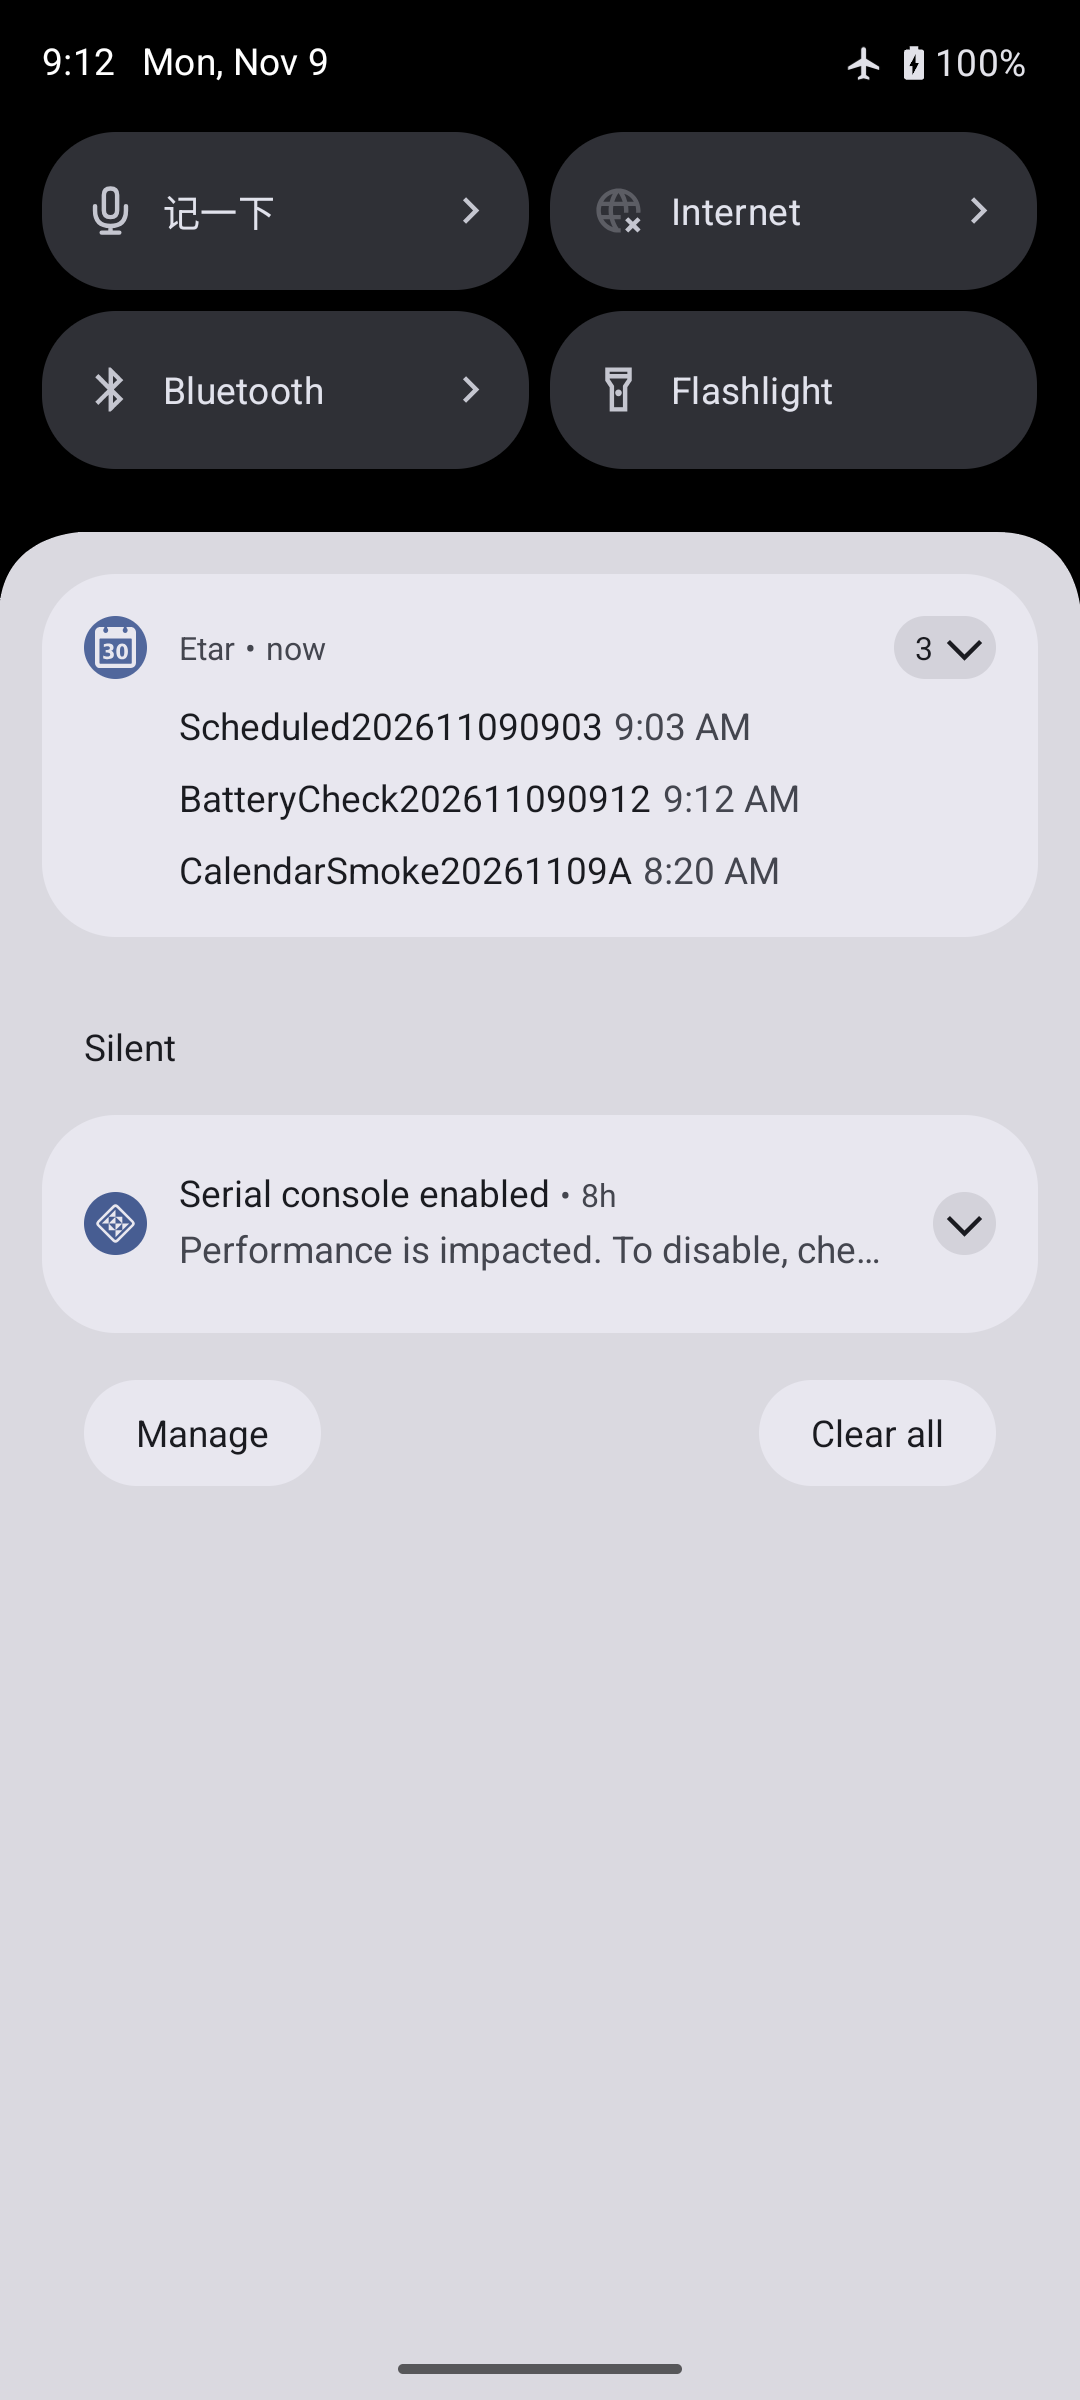 9:12 Mon, Nov 9 100%
记一下 Internet
Bluetooth Flashlight
30 Etar • now 3
Scheduled202611090903 9:03 AM
BatteryCheck202611090912 9:12 AM
CalendarSmoke20261109A 8:20 AM
Silent
Serial console enabled • 8h
Performance is impacted. To disable, che…
Manage Clear all